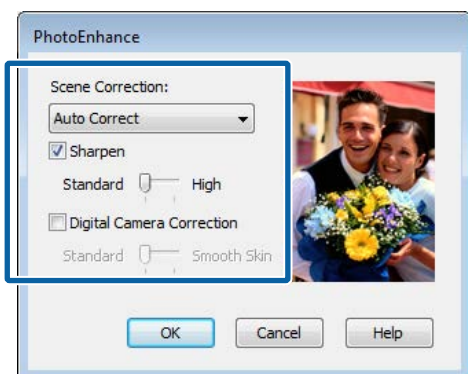 PhotoEnhance
Scene Correction:
Auto Correct
Sharpen
Standard High
Digital Camera Correction
Standard Smooth Skin
OK Cancel Help